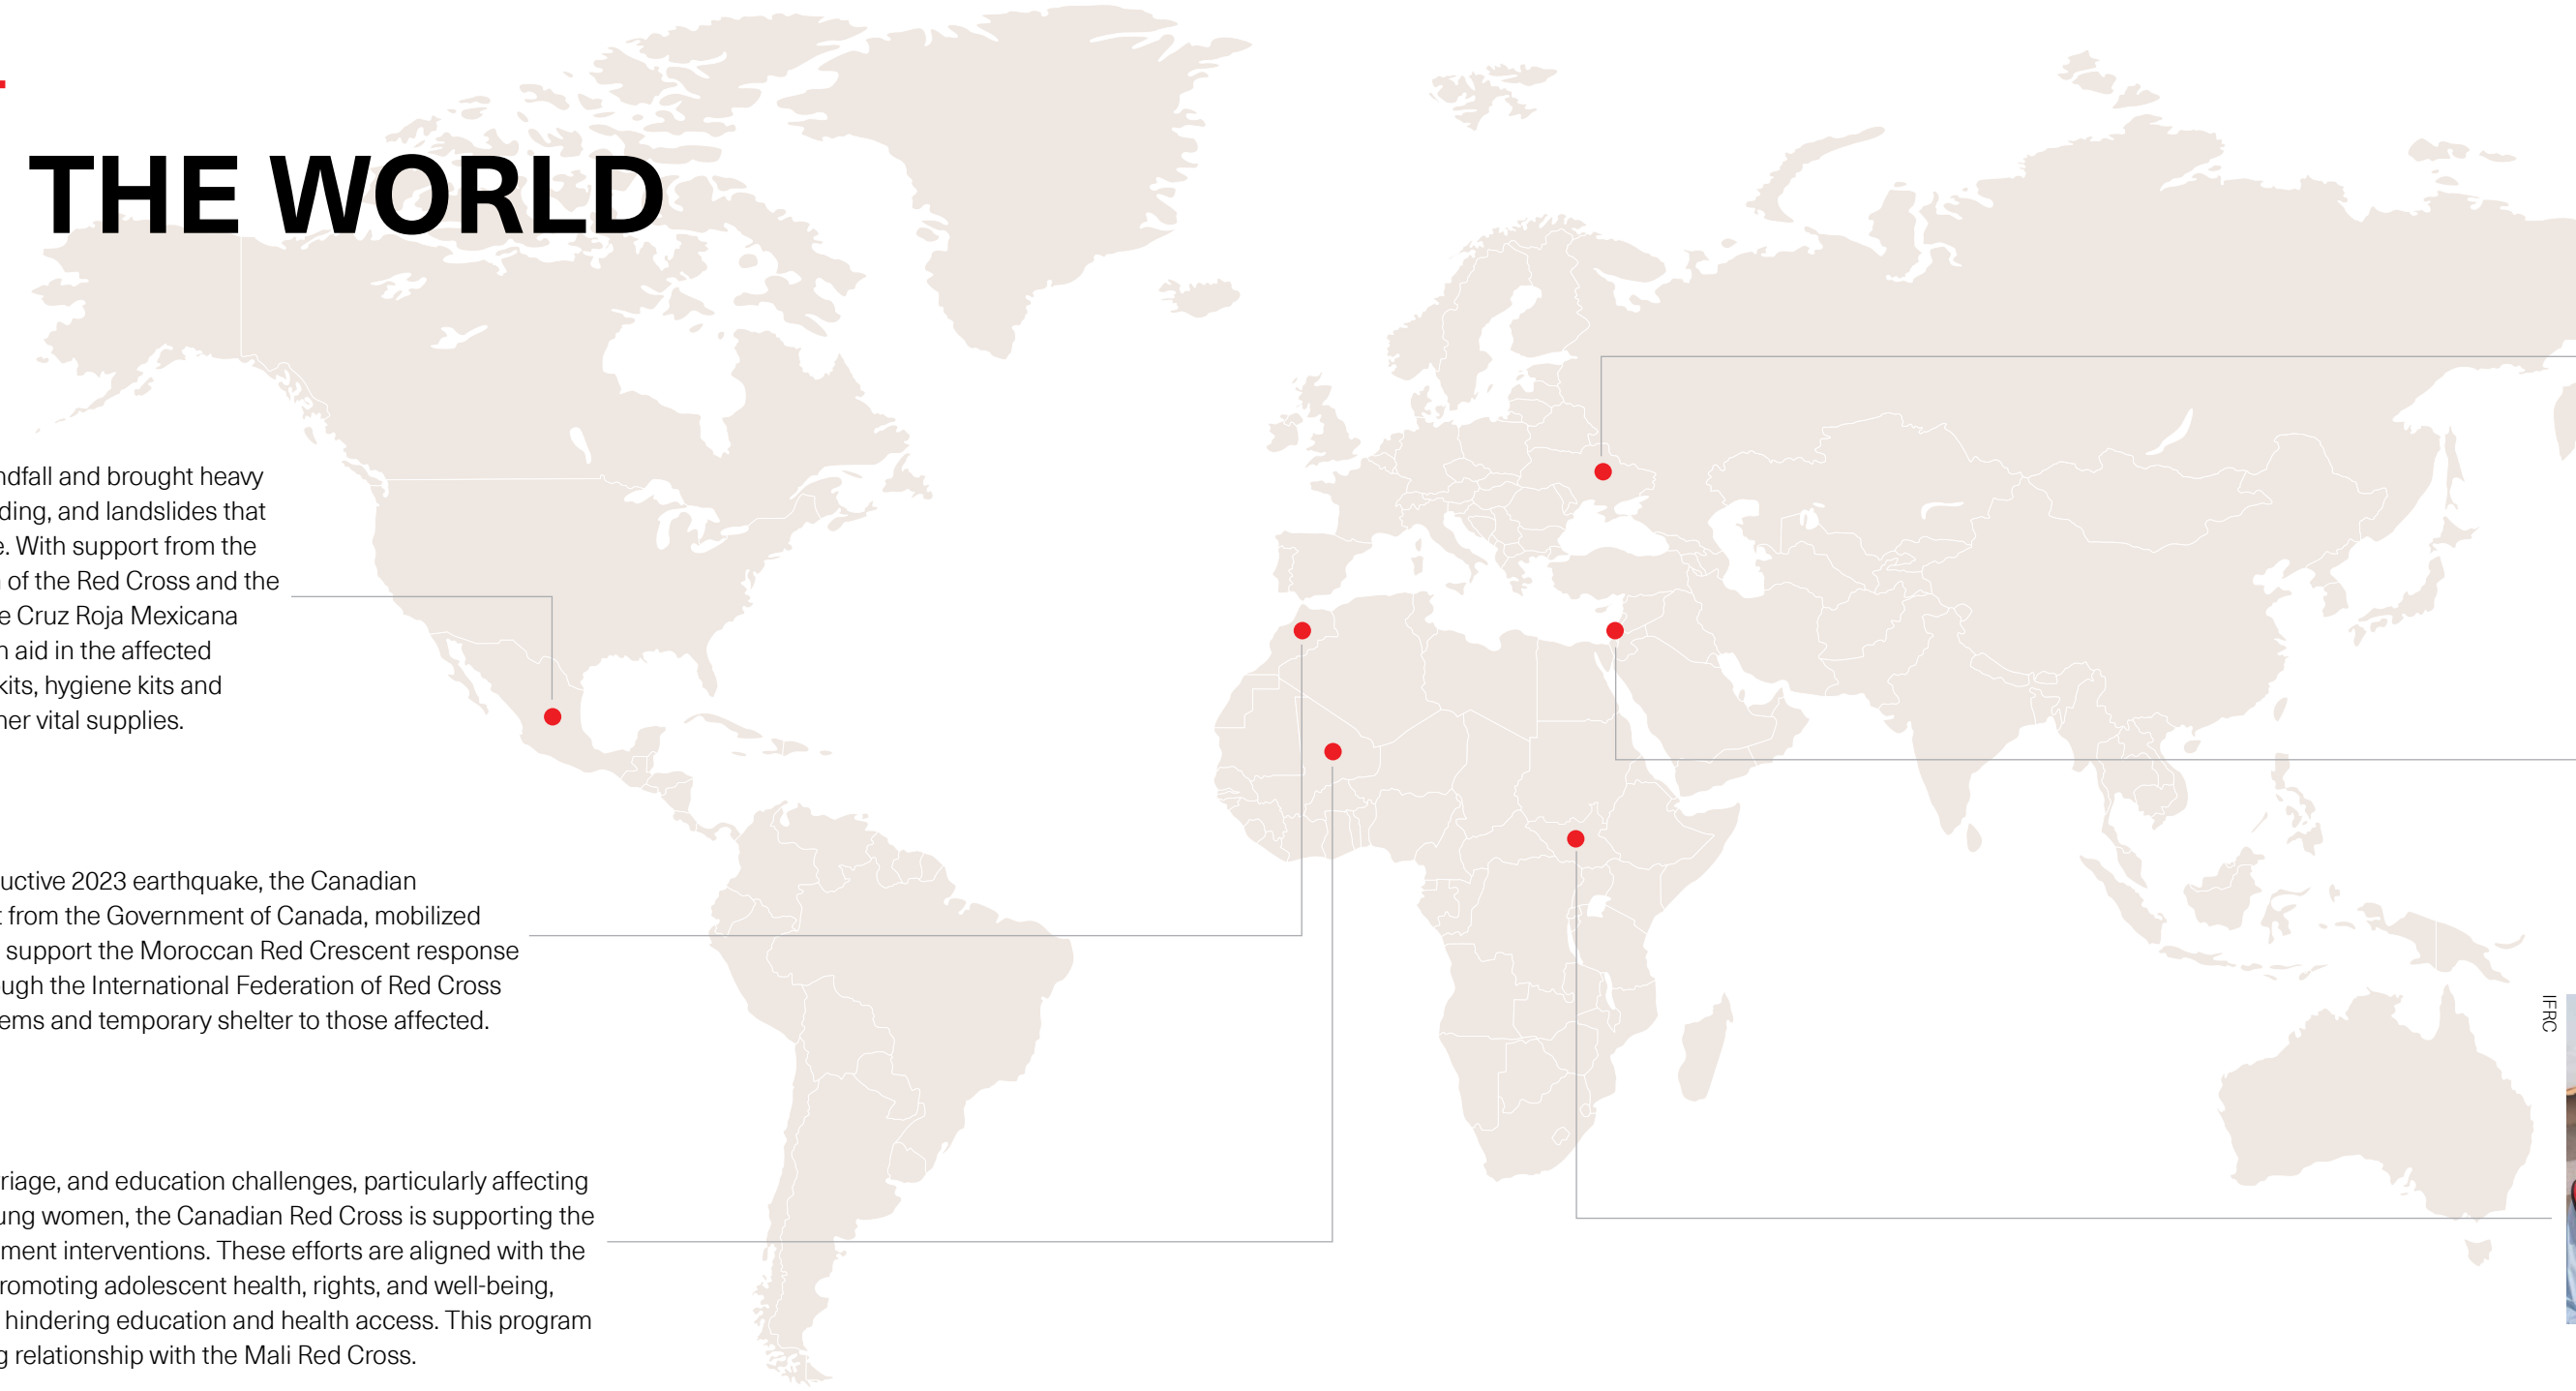 THE WORLD
ndfall and brought heavy
ding, and landslides that
e. With support from the
of the Red Cross and the
e Cruz Roja Mexicana
n aid in the affected
kits, hygiene kits and
her vital supplies.
uctive 2023 earthquake, the Canadian
t from the Government of Canada, mobilized
support the Moroccan Red Crescent response
ough the International Federation of Red Cross
ems and temporary shelter to those affected.
riage, and education challenges, particularly affecting
ung women, the Canadian Red Cross is supporting the
ment interventions. These efforts are aligned with the
romoting adolescent health, rights, and well-being,
hindering education and health access. This program
g relationship with the Mali Red Cross.
IFRC